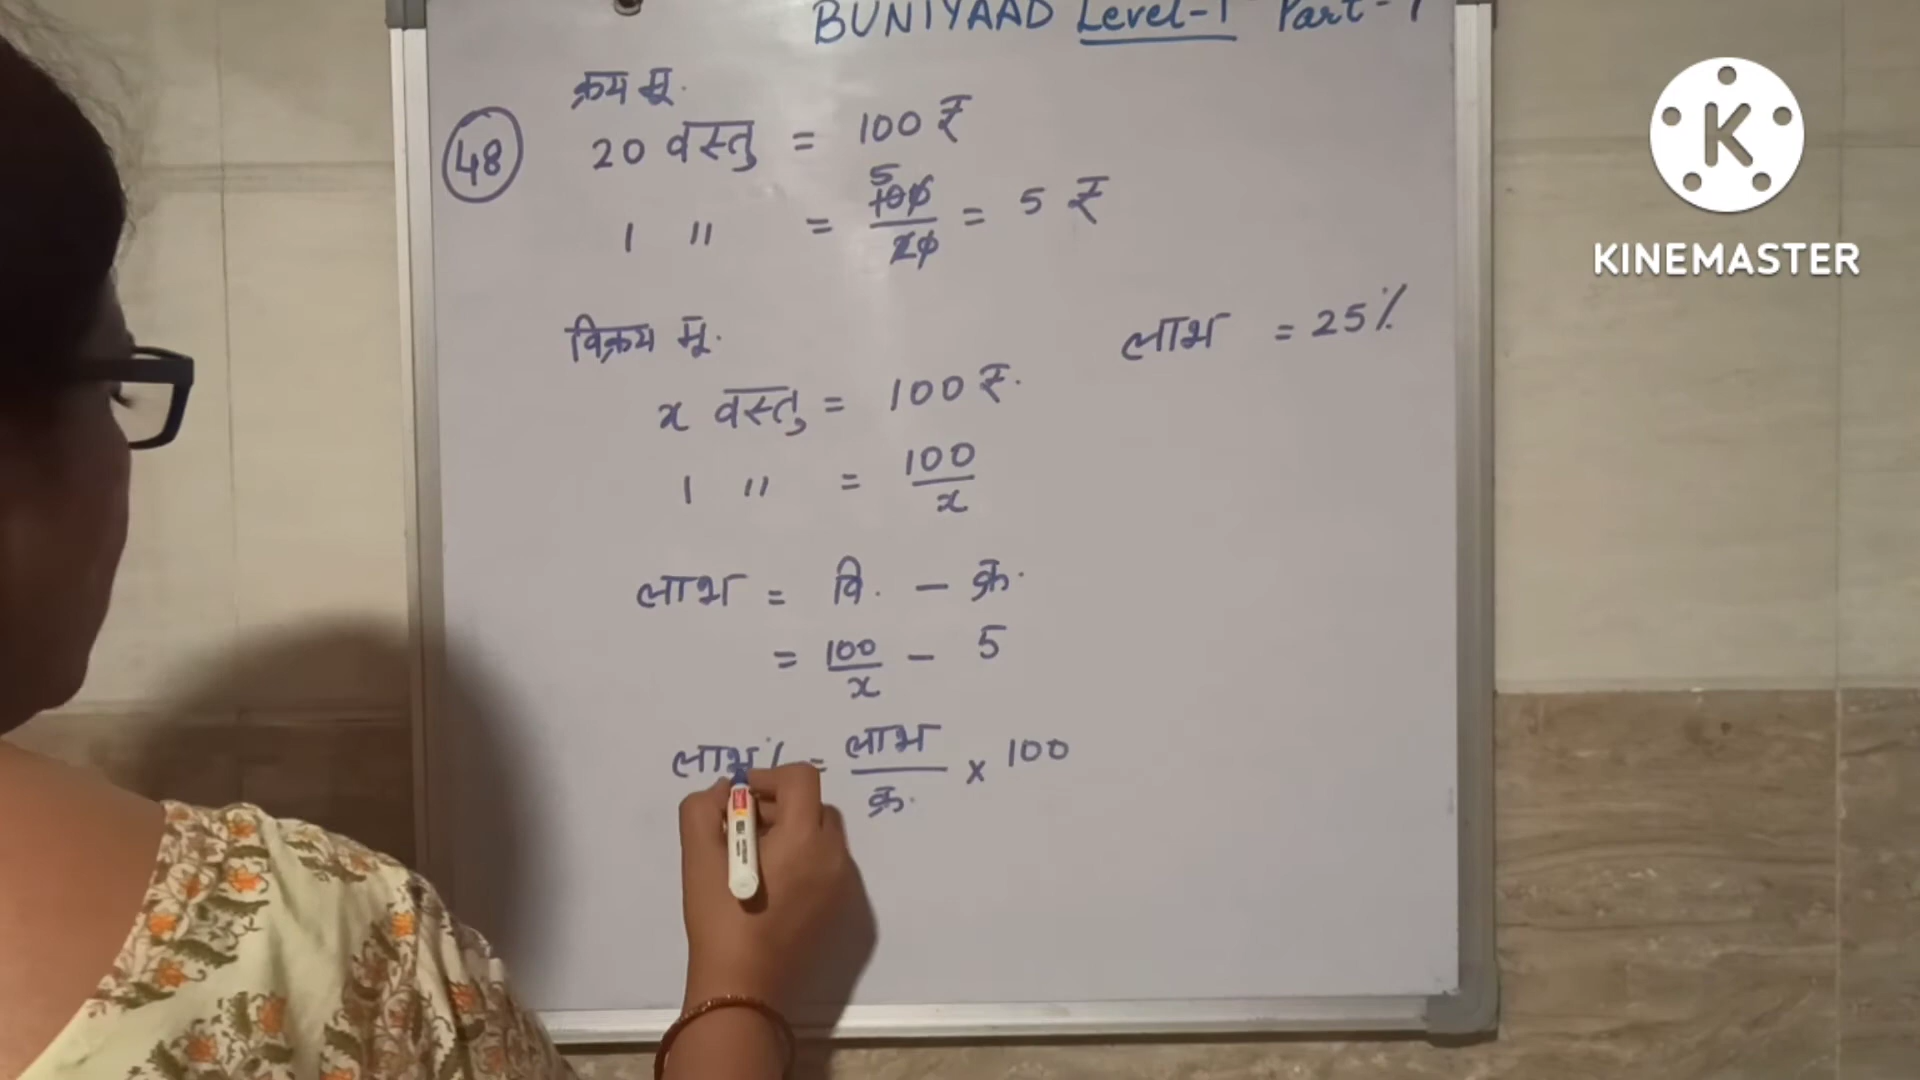 BUNIYAAD Level-1 Part-1
क्रय मू.
48
20 वस्तु = 100 ₹
1 " = 100/20 = 5 ₹
5
विक्रय मू.
लाभ = 25%
x वस्तु = 100 ₹.
1 " = 100/x
लाभ = वि. - क्र.
= 100/x - 5
लाभ% = लाभ/क्र. × 100
K
KINEMASTER